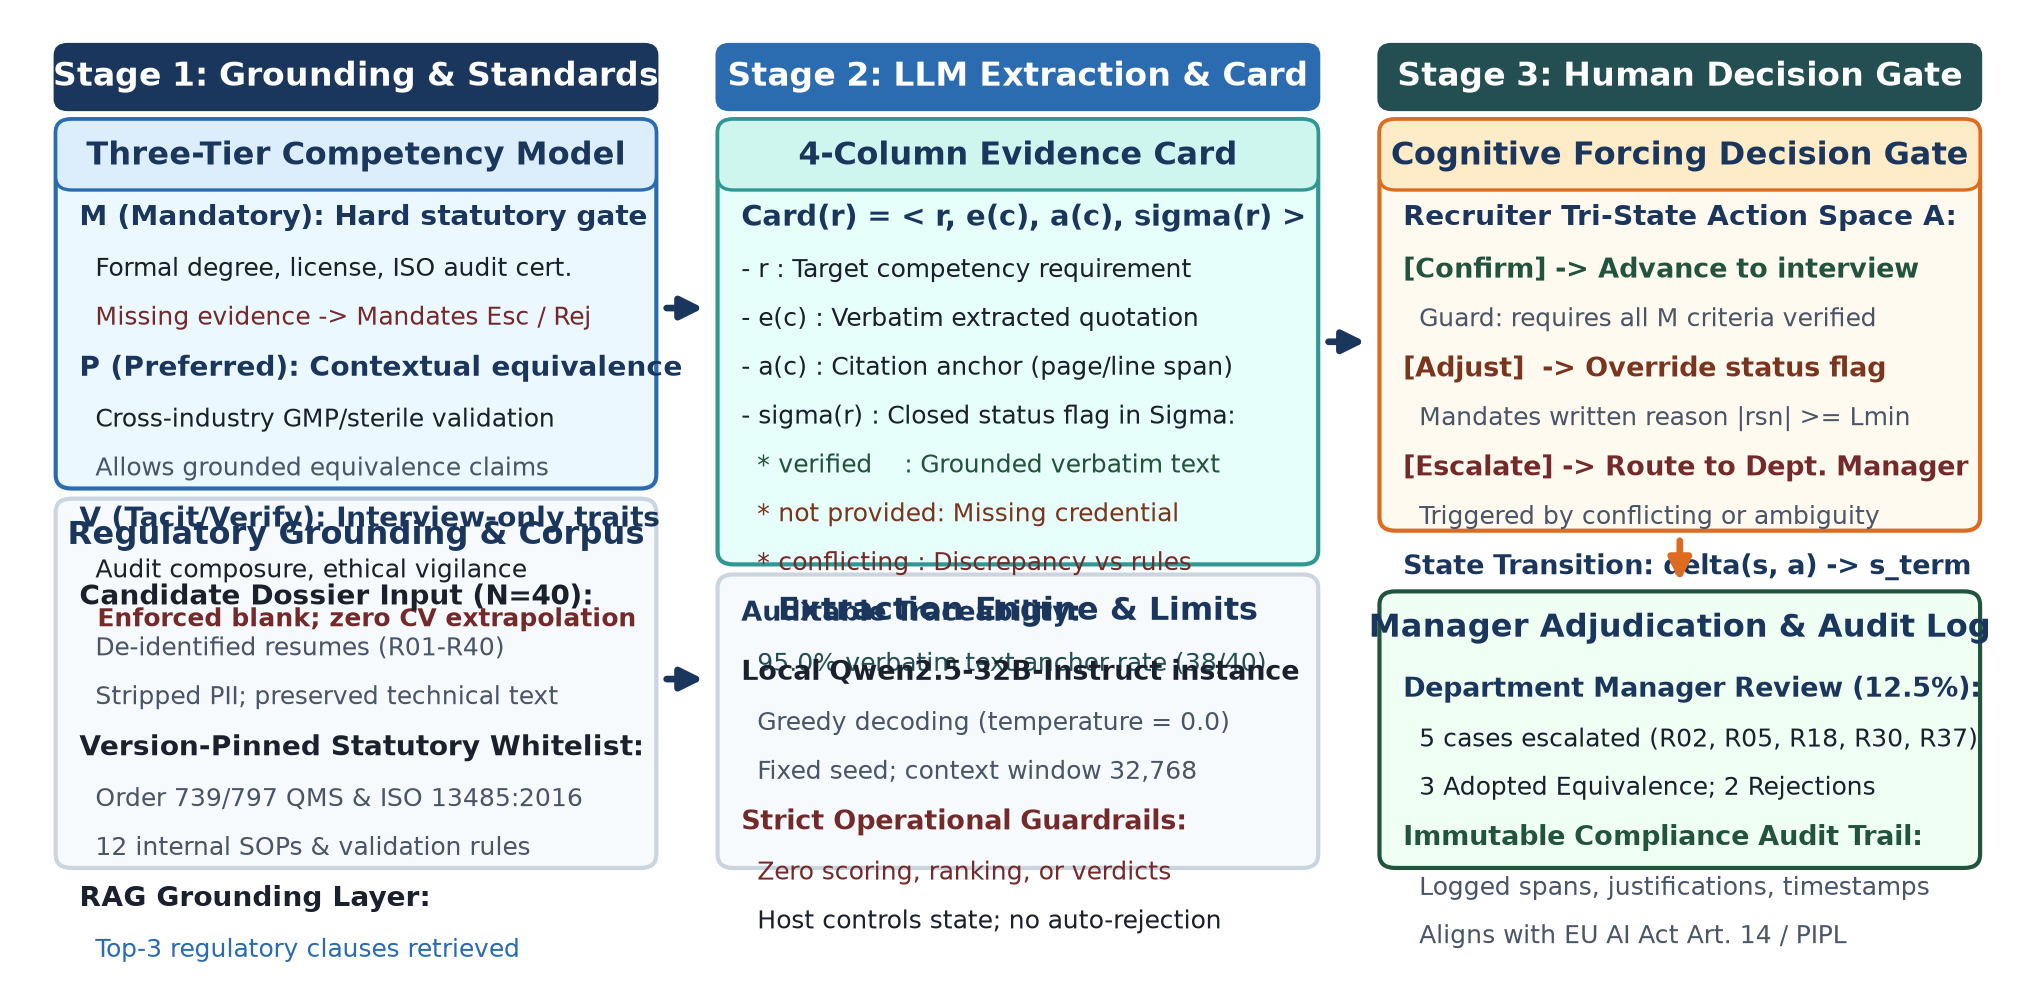 Stage 1: Grounding & Standards
Three-Tier Competency Model
M (Mandatory): Hard statutory gate
Formal degree, license, ISO audit cert.
Missing evidence -> Mandates Esc / Rej
P (Preferred): Contextual equivalence
Cross-industry GMP/sterile validation
Allows grounded equivalence claims
V (Tacit/Verify): Interview-only traits
Audit composure, ethical vigilance
Enforced blank; zero CV extrapolation
Regulatory Grounding & Corpus
Candidate Dossier Input (N=40):
De-identified resumes (R01-R40)
Stripped PII; preserved technical text
Version-Pinned Statutory Whitelist:
Order 739/797 QMS & ISO 13485:2016
12 internal SOPs & validation rules
RAG Grounding Layer:
Top-3 regulatory clauses retrieved
Stage 2: LLM Extraction & Card
4-Column Evidence Card
Card(r) = < r, e(c), a(c), sigma(r) >
- r : Target competency requirement
- e(c) : Verbatim extracted quotation
- a(c) : Citation anchor (page/line span)
- sigma(r) : Closed status flag in Sigma:
* verified    : Grounded verbatim text
* not provided: Missing credential
* conflicting : Discrepancy vs rules
Auditable Traceability:
95.0% verbatim text anchor rate (38/40)
Extraction Engine & Limits
Local Qwen2.5-32B-Instruct instance
Greedy decoding (temperature = 0.0)
Fixed seed; context window 32,768
Strict Operational Guardrails:
Zero scoring, ranking, or verdicts
Host controls state; no auto-rejection
Stage 3: Human Decision Gate
Cognitive Forcing Decision Gate
Recruiter Tri-State Action Space A:
[Confirm] -> Advance to interview
Guard: requires all M criteria verified
[Adjust]  -> Override status flag
Mandates written reason |rsn| >= Lmin
[Escalate] -> Route to Dept. Manager
Triggered by conflicting or ambiguity
State Transition: delta(s, a) -> s_term
Manager Adjudication & Audit Log
Department Manager Review (12.5%):
5 cases escalated (R02, R05, R18, R30, R37)
3 Adopted Equivalence; 2 Rejections
Immutable Compliance Audit Trail:
Logged spans, justifications, timestamps
Aligns with EU AI Act Art. 14 / PIPL